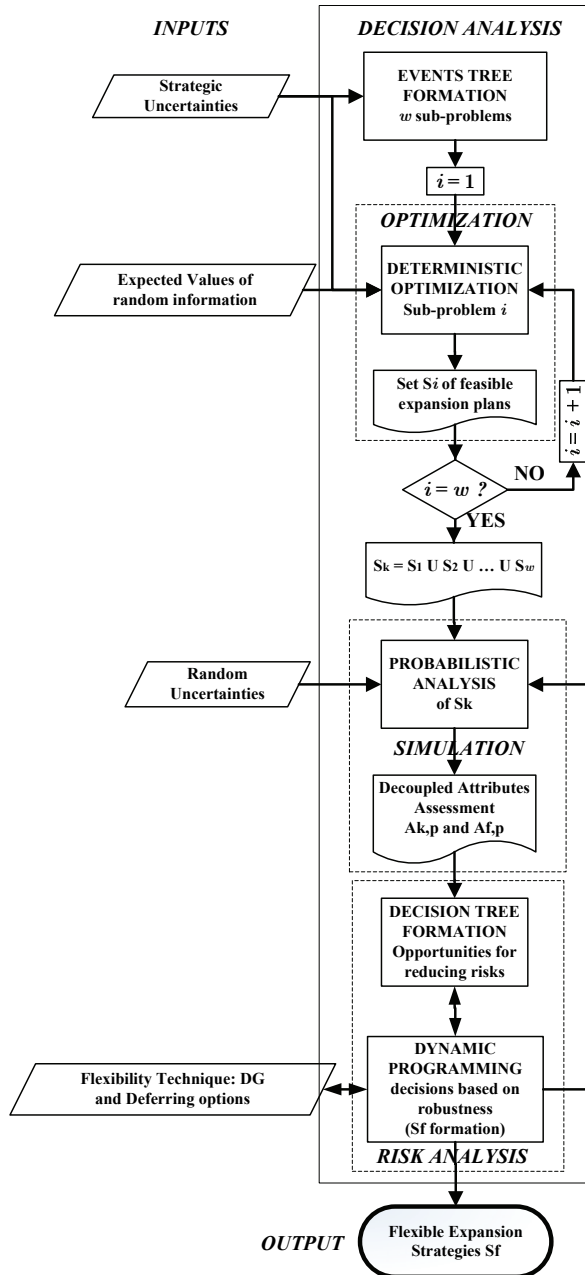 INPUTS
DECISION ANALYSIS
Strategic
Uncertainties
EVENTS TREE
FORMATION
w sub-problems
i = 1
OPTIMIZATION
Expected Values of
random information
DETERMINISTIC
OPTIMIZATION
Sub-problem i
Set Si of feasible
expansion plans
i = i + 1
i = w ?
NO
YES
Sk = S1 U S2 U … U Sw
Random
Uncertainties
PROBABILISTIC
ANALYSIS
of Sk
SIMULATION
Decoupled Attributes
Assessment
Ak,p and Af,p
DECISION TREE
FORMATION
Opportunities for
reducing risks
Flexibility Technique: DG
and Deferring options
DYNAMIC
PROGRAMMING
decisions based on
robustness
(Sf formation)
RISK ANALYSIS
OUTPUT
Flexible Expansion
Strategies Sf